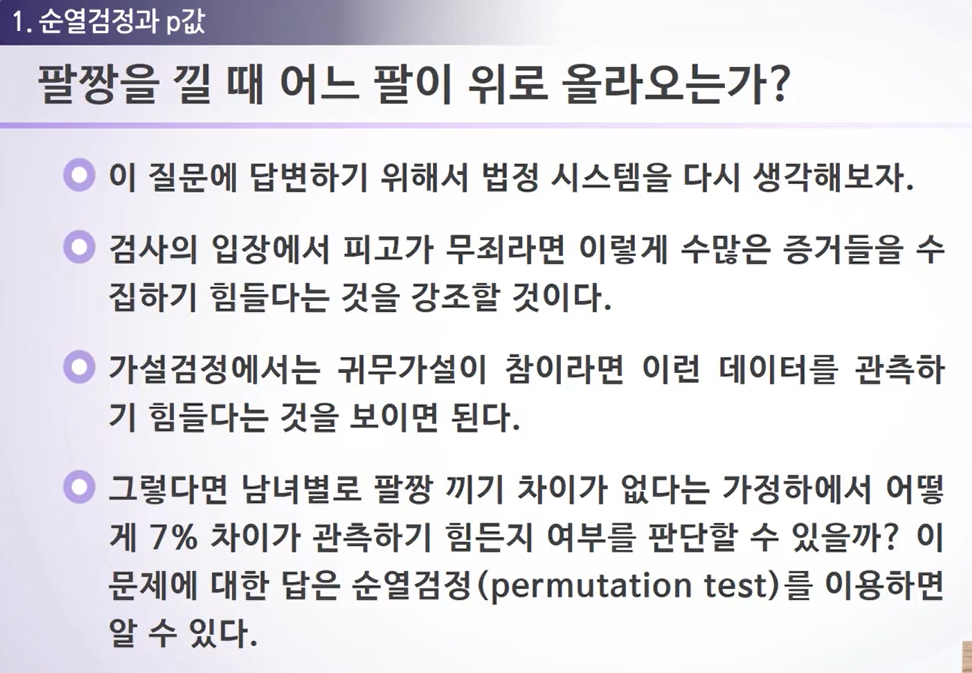 1. 순열검정과 p값
팔짱을 낄 때 어느 팔이 위로 올라오는가?
이 질문에 답변하기 위해서 법정 시스템을 다시 생각해보자.
검사의 입장에서 피고가 무죄라면 이렇게 수많은 증거들을 수
집하기 힘들다는 것을 강조할 것이다.
가설검정에서는 귀무가설이 참이라면 이런 데이터를 관측하
기 힘들다는 것을 보이면 된다.
그렇다면 남녀별로 팔짱 끼기 차이가 없다는 가정하에서 어떻
게 7% 차이가 관측하기 힘든지 여부를 판단할 수 있을까? 이
문제에 대한 답은 순열검정(permutation test)를 이용하면
알 수 있다.